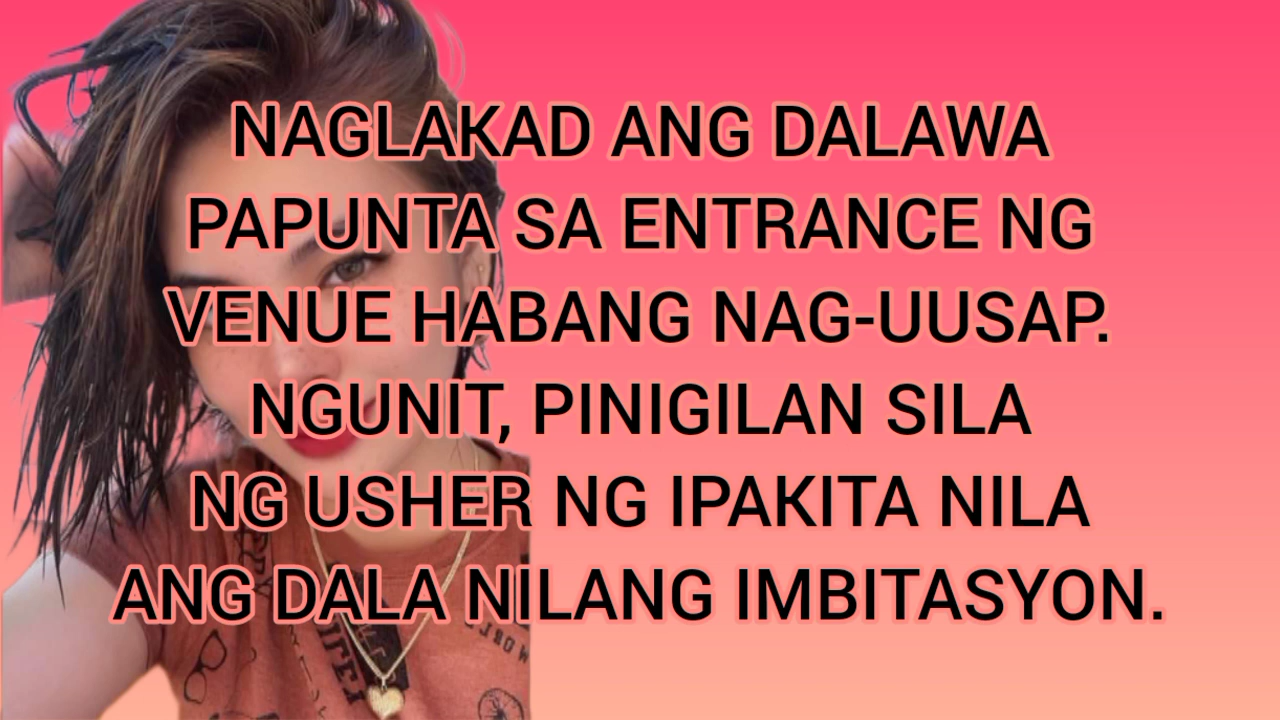 NAGLAKAD ANG DALAWA
PAPUNTA SA ENTRANCE NG
VENUE HABANG NAG-UUSAP.
NGUNIT, PINIGILAN SILA
NG USHER NG IPAKITA NILA
ANG DALA NILANG IMBITASYON.